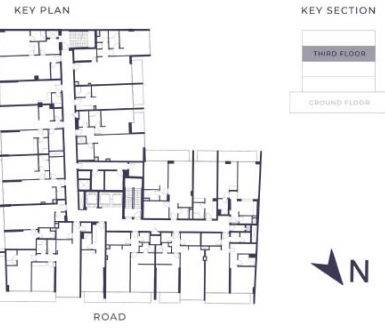 KEY PLAN
KEY SECTION
THIRD FLOOR
GROUND FLOOR
N
ROAD